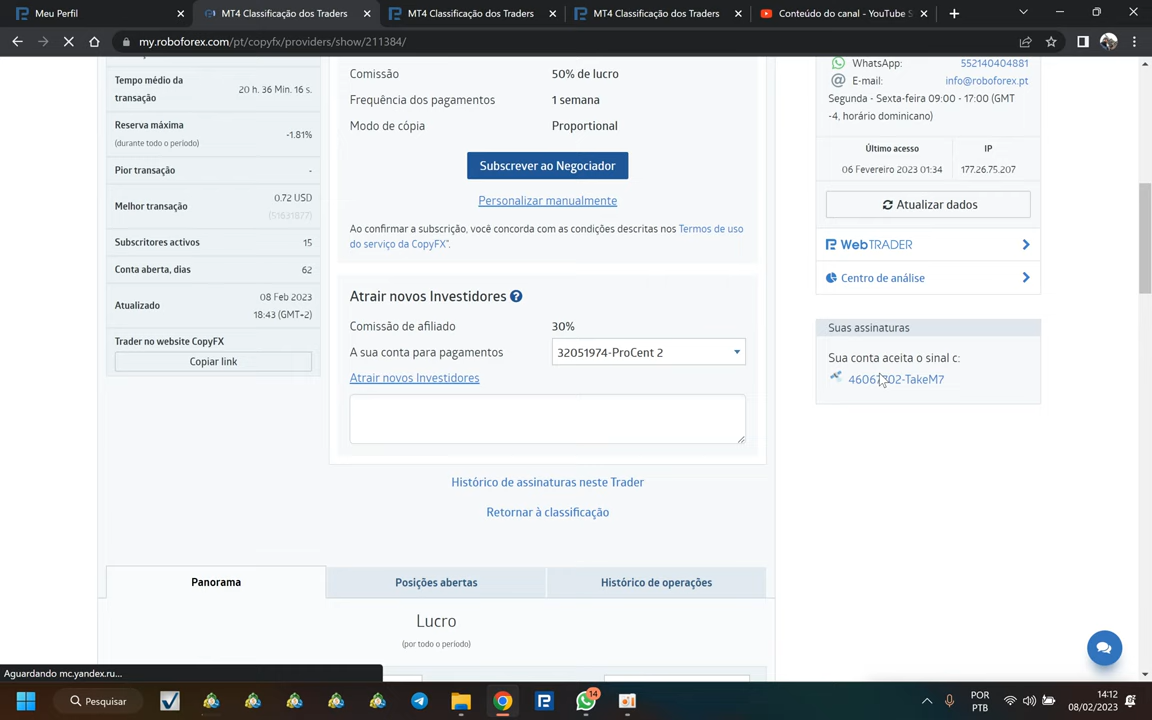 Meu Perfil
MT4 Classificação dos Traders
MT4 Classificação dos Traders
MT4 Classificação dos Traders
Conteúdo do canal - YouTube S
my.roboforex.com/pt/copyfx/providers/show/211384/
Tempo médio da
transação
20 h. 36 Min. 16 s.
Reserva máxima
(durante todo o período)
-1.81%
Pior transação
-
Melhor transação
0.72 USD
(51631877)
Subscritores activos
15
Conta aberta, dias
62
Atualizado
08 Feb 2023
18:43 (GMT+2)
Trader no website CopyFX
Copiar link
Comissão
50% de lucro
Frequência dos pagamentos
1 semana
Modo de cópia
Proportional
Subscrever ao Negociador
Personalizar manualmente
Ao confirmar a subscrição, você concorda com as condições descritas nos Termos de uso
do serviço da CopyFX".
Atrair novos Investidores ?
Comissão de afiliado
30%
A sua conta para pagamentos
32051974-ProCent 2
Atrair novos Investidores
Histórico de assinaturas neste Trader
Retornar à classificação
Panorama
Posições abertas
Histórico de operações
Lucro
(por todo o período)
WhatsApp:
552140404881
E-mail:
info@roboforex.pt
Segunda - Sexta-feira 09:00 - 17:00 (GMT
-4, horário dominicano)
Último acesso
IP
06 Fevereiro 2023 01:34
177.26.75.207
Atualizar dados
WebTRADER
Centro de análise
Suas assinaturas
Sua conta aceita o sinal c:
Aguardando mc.yandex.ru...
Pesquisar
14
POR
PTB
14:12
08/02/2023